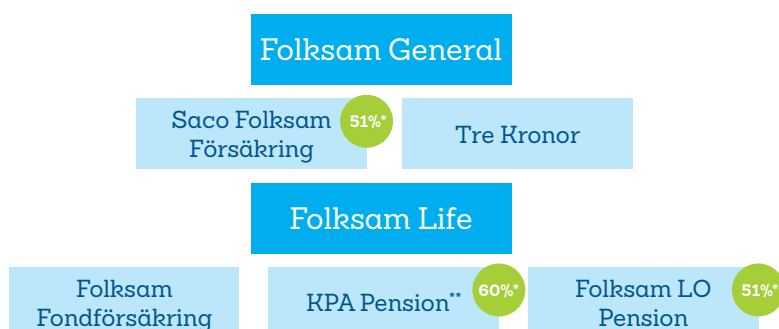 Folksam General
Saco Folksam
Försäkring
51%*
Tre Kronor
Folksam Life
Folksam
Fondförsäkring
KPA Pension**
60%*
Folksam LO
Pension
51%*